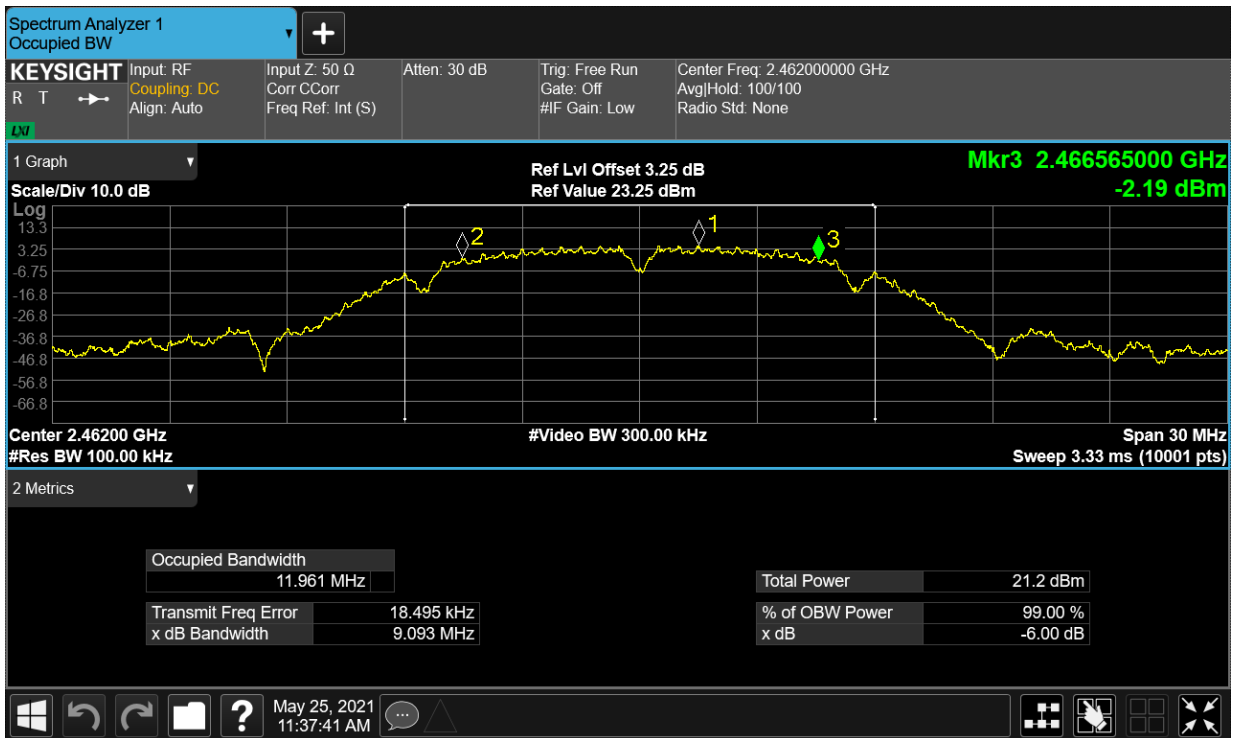 Spectrum Analyzer 1
Occupied BW
+
KEYSIGHT
R T
LXI
Input: RF
Coupling: DC
Align: Auto
Input Z: 50 Ω
Corr CCorr
Freq Ref: Int (S)
Atten: 30 dB
Trig: Free Run
Gate: Off
#IF Gain: Low
Center Freq: 2.462000000 GHz
Avg|Hold: 100/100
Radio Std: None
1 Graph
Scale/Div 10.0 dB
Ref Lvl Offset 3.25 dB
Ref Value 23.25 dBm
Mkr3 2.466565000 GHz
-2.19 dBm
Log
13.3
3.25
-6.75
-16.8
-26.8
-36.8
-46.8
-56.8
-66.8
2
1
3
Center 2.46200 GHz
#Video BW 300.00 kHz
Span 30 MHz
#Res BW 100.00 kHz
Sweep 3.33 ms (10001 pts)
2 Metrics
Occupied Bandwidth
11.961 MHz
Transmit Freq Error 18.495 kHz
x dB Bandwidth 9.093 MHz
Total Power 21.2 dBm
% of OBW Power 99.00 %
x dB -6.00 dB
?
May 25, 2021
11:37:41 AM